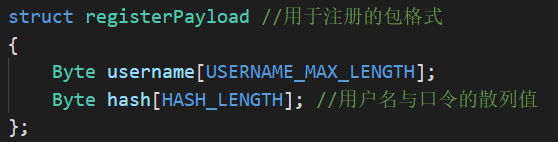 struct registerPayload //用于注册的包格式
{
Byte username[USERNAME_MAX_LENGTH];
Byte hash[HASH_LENGTH]; //用户名与口令的散列值
};